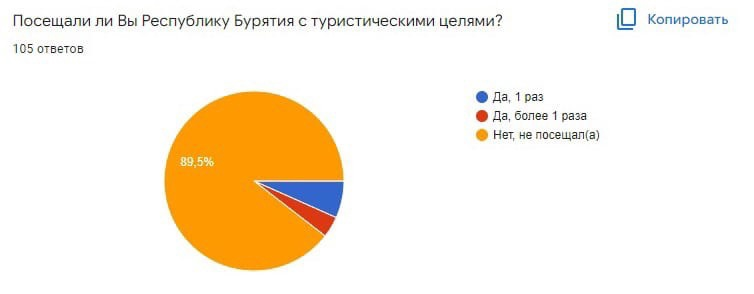 Посещали ли Вы Республику Бурятия с туристическими целями?
Копировать
105 ответов
Да, 1 раз
Да, более 1 раза
Нет, не посещал(а)
89,5%